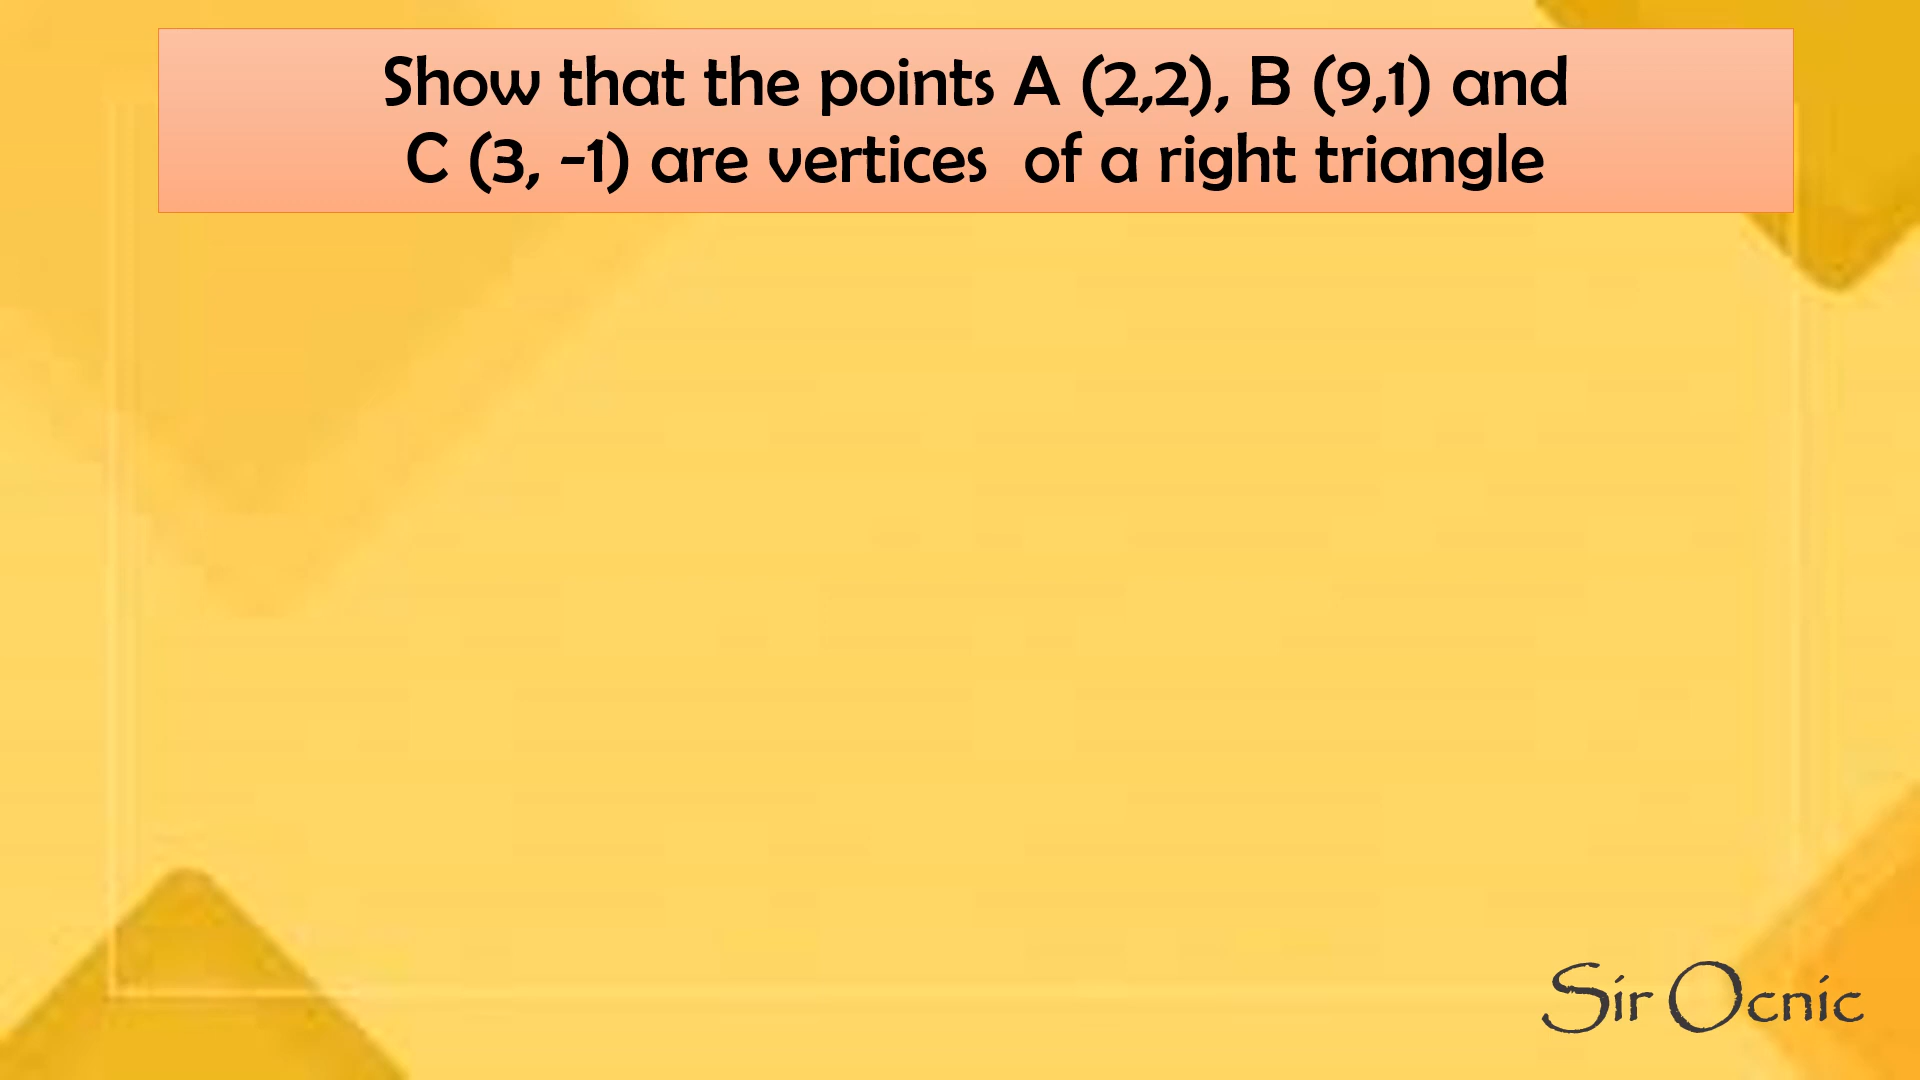 Show that the points A (2,2), B (9,1) and
C (3, -1) are vertices of a right triangle
Sir Ocnic